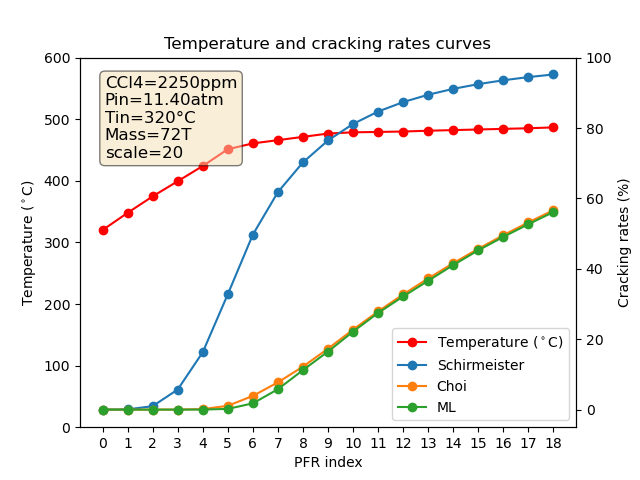 Temperature and cracking rates curves
CCl4=2250ppm
Pin=11.40atm
Tin=320°C
Mass=72T
scale=20
Temperature (°C)
600
500
400
300
200
100
0
Cracking rates (%)
100
80
60
40
20
0
Temperature (°C)
Schirmeister
Choi
ML
0 1 2 3 4 5 6 7 8 9 10 11 12 13 14 15 16 17 18
PFR index